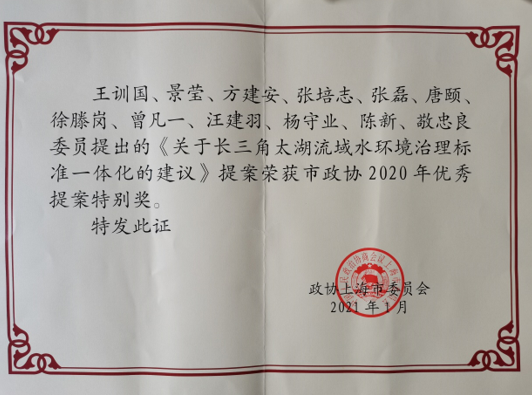 王训国、景莹、方建安、张培志、张磊、唐颐、
徐滕岗、曾凡一、汪建羽、杨守业、陈新、敬忠良
委员提出的《关于长三角太湖流域水环境治理标
准一体化的建议》提案荣获市政协2020年优秀
提案特别奖。
特发此证
政协上海市委员会
2021年1月